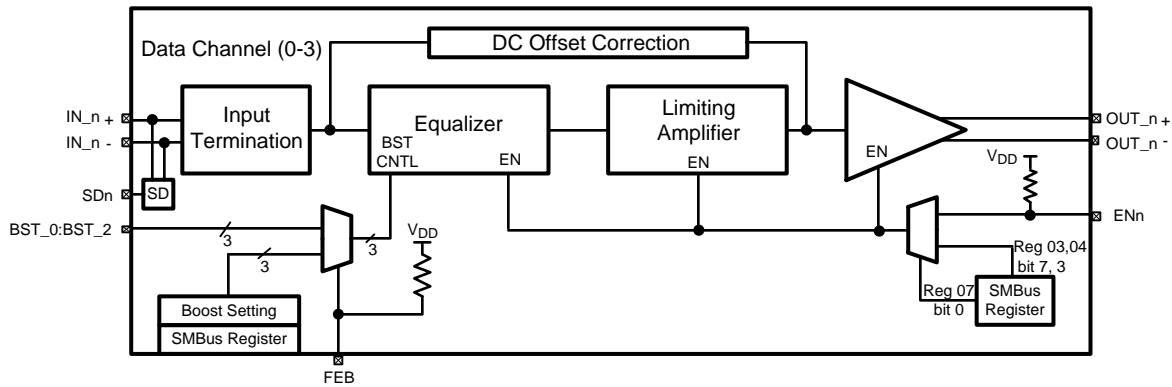 DC Offset Correction
Data Channel (0-3)
IN_n +
IN_n -
Input
Termination
Equalizer
BST
CNTL
EN
Limiting
Amplifier
EN
EN
OUT_n +
OUT_n -
VDD
SDn
SD
ENn
BST_0:BST_2
3
3
3
VDD
Reg 03,04
bit 7, 3
Reg 07
bit 0
SMBus
Register
Boost Setting
SMBus Register
FEB